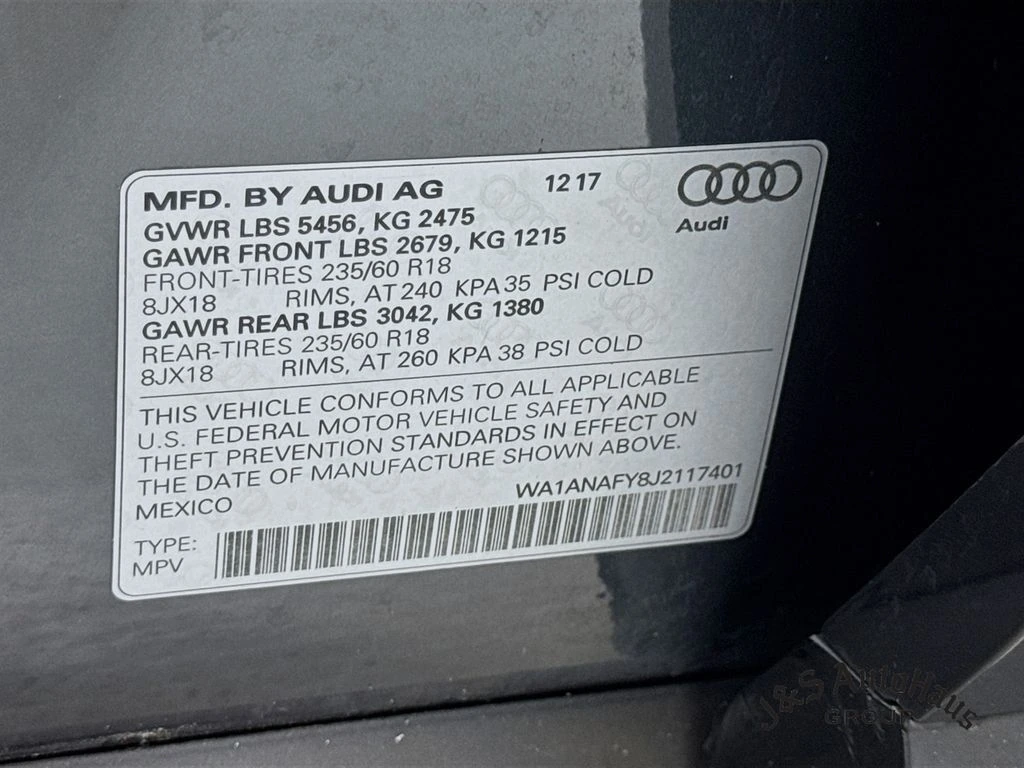 MFD. BY AUDI AG 12 17
Audi
GVWR LBS 5456, KG 2475
GAWR FRONT LBS 2679, KG 1215
FRONT-TIRES 235/60 R18
8JX18 RIMS, AT 240 KPA 35 PSI COLD
GAWR REAR LBS 3042, KG 1380
REAR-TIRES 235/60 R18
8JX18 RIMS, AT 260 KPA 38 PSI COLD
THIS VEHICLE CONFORMS TO ALL APPLICABLE
U.S. FEDERAL MOTOR VEHICLE SAFETY AND
THEFT PREVENTION STANDARDS IN EFFECT ON
THE DATE OF MANUFACTURE SHOWN ABOVE.
MEXICO WA1ANAFY8J2117401
TYPE:
MPV
J&S AutoHaus
GROUP